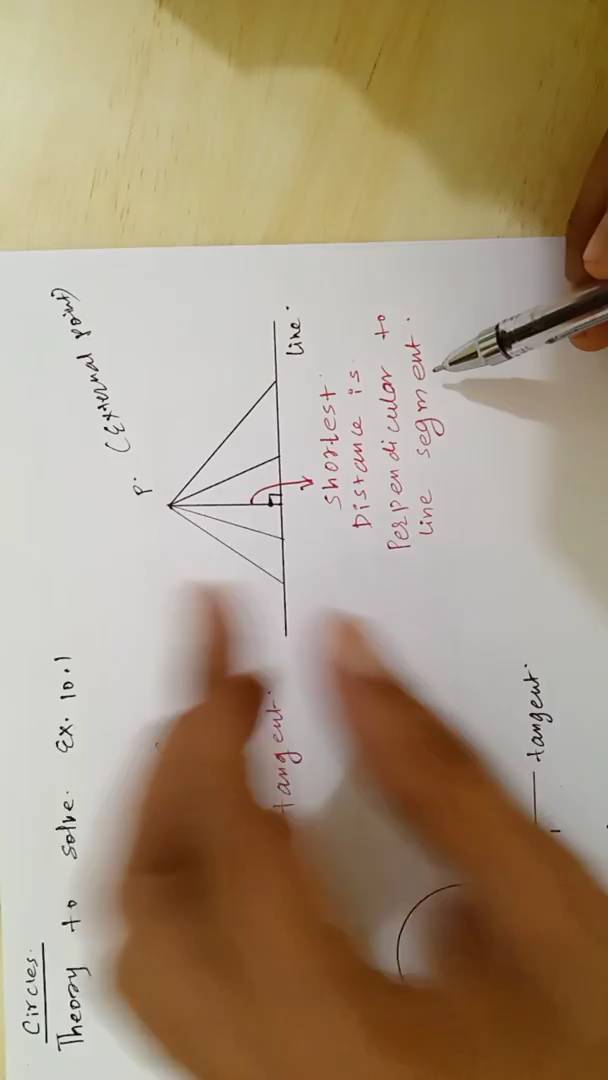 Circles.
Theory to solve. Ex. 10.1
P. (External point)
line.
shortest
Distance is
Perpendicular to
line segment.
tangent.
tangent.